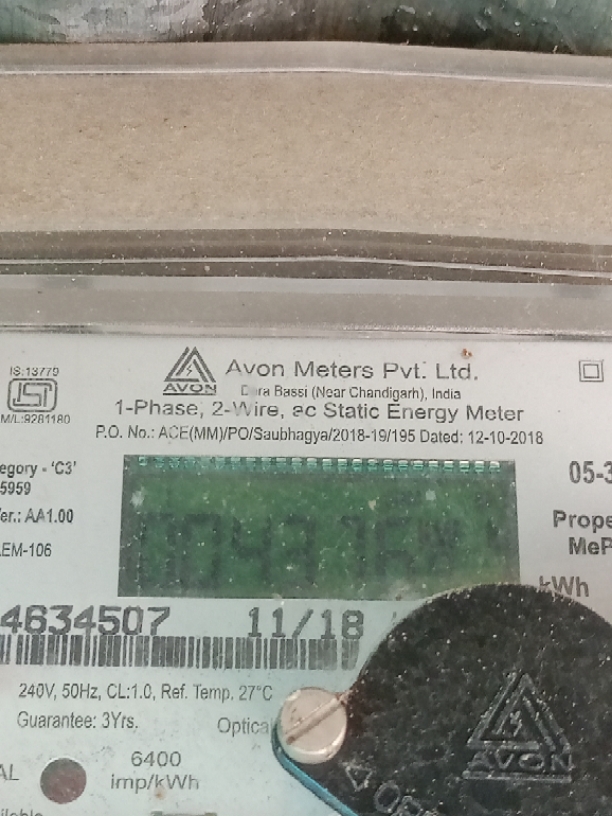 IS:13779
M/L:9281180
AVON
Avon Meters Pvt. Ltd.
Dera Bassi (Near Chandigarh), India
1-Phase, 2-Wire, ac Static Energy Meter
P.O. No.: ACE(MM)/PO/Saubhagya/2018-19/195 Dated: 12-10-2018
egory - 'C3'
5959
er.: AA1.00
EM-106
05-3
Prope
MeP
kWh
4634507 11/18
240V, 50Hz, CL:1.0, Ref. Temp. 27°C
Guarantee: 3Yrs.
Optica
AL
6400
imp/kWh
AVON